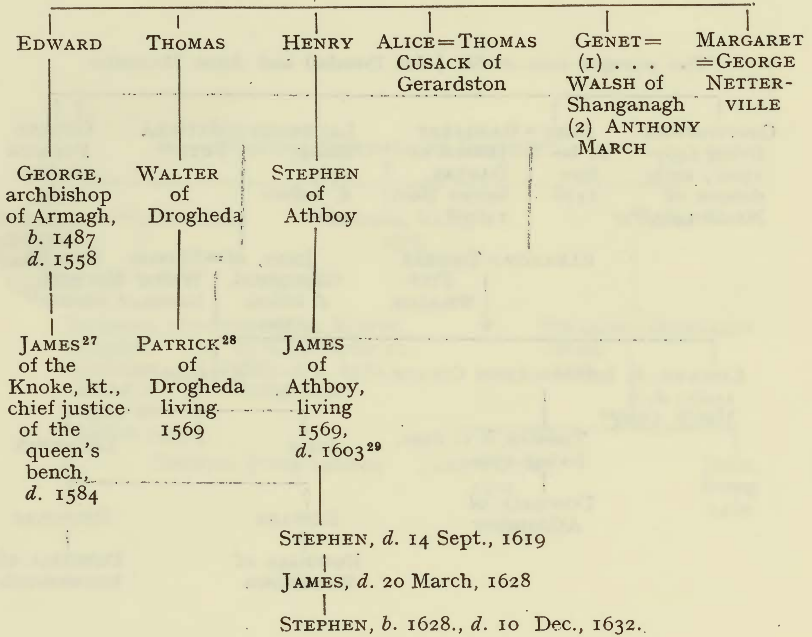 EDWARD
THOMAS
HENRY
ALICE=THOMAS
CUSACK of
Gerardston
GENET=
(1) . . .
WALSH of
Shanganagh
(2) ANTHONY
MARCH
MARGARET
=GEORGE
NETTER-
VILLE
GEORGE,
archbishop
of Armagh,
b. 1487
d. 1558
WALTER
of
Drogheda
STEPHEN
of
Athboy
JAMES²⁷
of the
Knoke, kt.,
chief justice
of the
queen's
bench,
d. 1584
PATRICK²⁸
of
Drogheda
living
1569
JAMES
of
Athboy,
living
1569,
d. 1603²⁹
STEPHEN, d. 14 Sept., 1619
JAMES, d. 20 March, 1628
STEPHEN, b. 1628., d. 10 Dec., 1632.